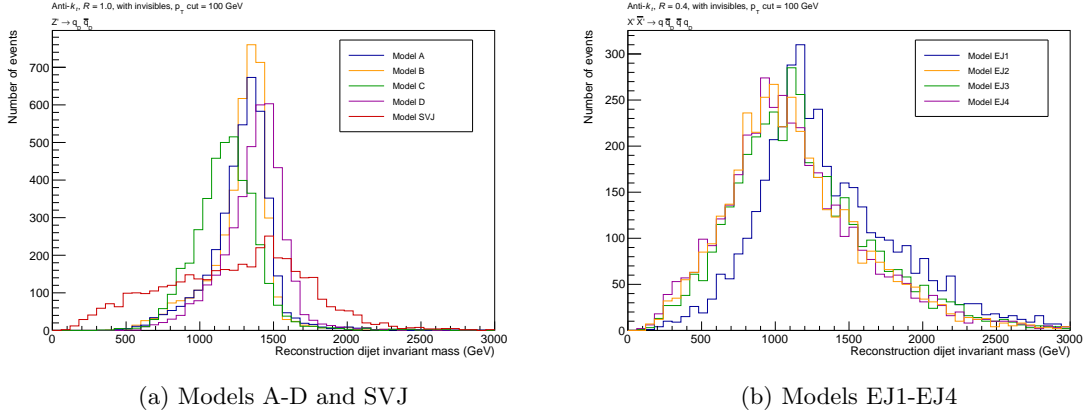 Anti-kt, R = 1.0, with invisibles, pT cut = 100 GeV
Z' → qD q̄D
Number of events
700
600
500
400
300
200
100
0
Model A
Model B
Model C
Model D
Model SVJ
0 500 1000 1500 2000 2500 3000
Reconstruction dijet invariant mass (GeV)
(a) Models A-D and SVJ
Anti-kt, R = 0.4, with invisibles, pT cut = 100 GeV
X' X̄' → q q̄D q̄ qD
Number of events
300
250
200
150
100
50
0
Model EJ1
Model EJ2
Model EJ3
Model EJ4
0 500 1000 1500 2000 2500 3000
Reconstruction dijet invariant mass (GeV)
(b) Models EJ1-EJ4